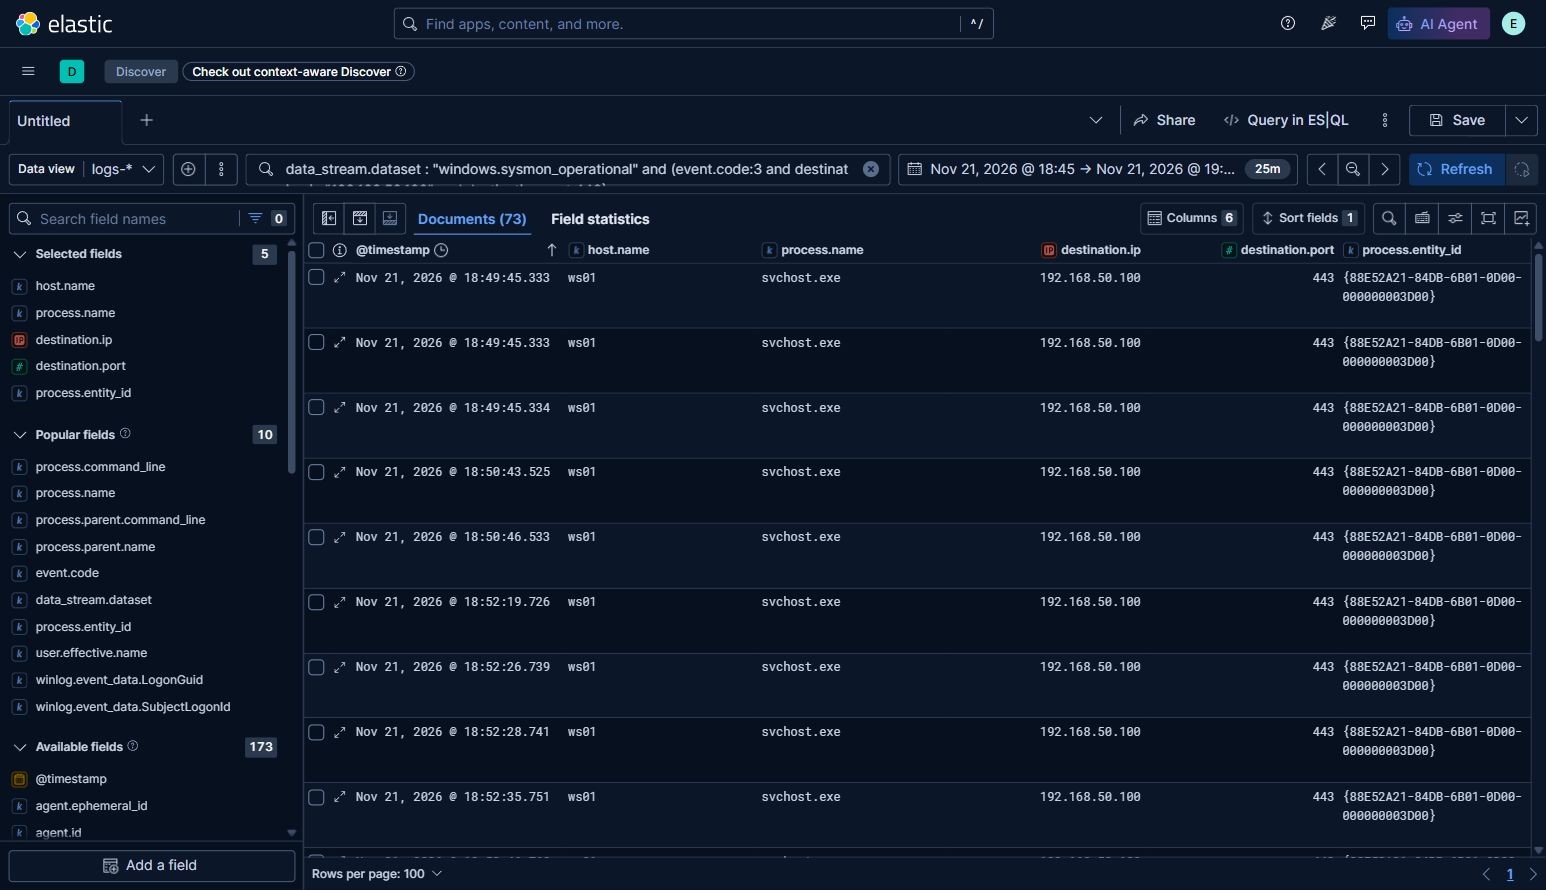 elastic
Find apps, content, and more.
^/
AI Agent
E
D
Discover
Check out context-aware Discover
Untitled
Share
Query in ES|QL
Save
Data view
logs-*
data_stream.dataset : "windows.sysmon_operational" and (event.code:3 and destinat
Nov 21, 2026 @ 18:45 → Nov 21, 2026 @ 19:...
25m
Refresh
Search field names
0
Selected fields
5
host.name
process.name
destination.ip
destination.port
process.entity_id
Popular fields
10
process.command_line
process.name
process.parent.command_line
process.parent.name
event.code
data_stream.dataset
process.entity_id
user.effective.name
winlog.event_data.LogonGuid
winlog.event_data.SubjectLogonId
Available fields
173
@timestamp
agent.ephemeral_id
agent.id
Add a field
Documents (73)
Field statistics
Columns 6
Sort fields 1
@timestamp host.name process.name destination.ip destination.port process.entity_id
Nov 21, 2026 @ 18:49:45.333 ws01 svchost.exe 192.168.50.100 443 {88E52A21-84DB-6B01-0D00-
000000003D00}
Nov 21, 2026 @ 18:49:45.333 ws01 svchost.exe 192.168.50.100 443 {88E52A21-84DB-6B01-0D00-
000000003D00}
Nov 21, 2026 @ 18:49:45.334 ws01 svchost.exe 192.168.50.100 443 {88E52A21-84DB-6B01-0D00-
000000003D00}
Nov 21, 2026 @ 18:50:43.525 ws01 svchost.exe 192.168.50.100 443 {88E52A21-84DB-6B01-0D00-
000000003D00}
Nov 21, 2026 @ 18:50:46.533 ws01 svchost.exe 192.168.50.100 443 {88E52A21-84DB-6B01-0D00-
000000003D00}
Nov 21, 2026 @ 18:52:19.726 ws01 svchost.exe 192.168.50.100 443 {88E52A21-84DB-6B01-0D00-
000000003D00}
Nov 21, 2026 @ 18:52:26.739 ws01 svchost.exe 192.168.50.100 443 {88E52A21-84DB-6B01-0D00-
000000003D00}
Nov 21, 2026 @ 18:52:28.741 ws01 svchost.exe 192.168.50.100 443 {88E52A21-84DB-6B01-0D00-
000000003D00}
Nov 21, 2026 @ 18:52:35.751 ws01 svchost.exe 192.168.50.100 443 {88E52A21-84DB-6B01-0D00-
000000003D00}
Rows per page: 100
1